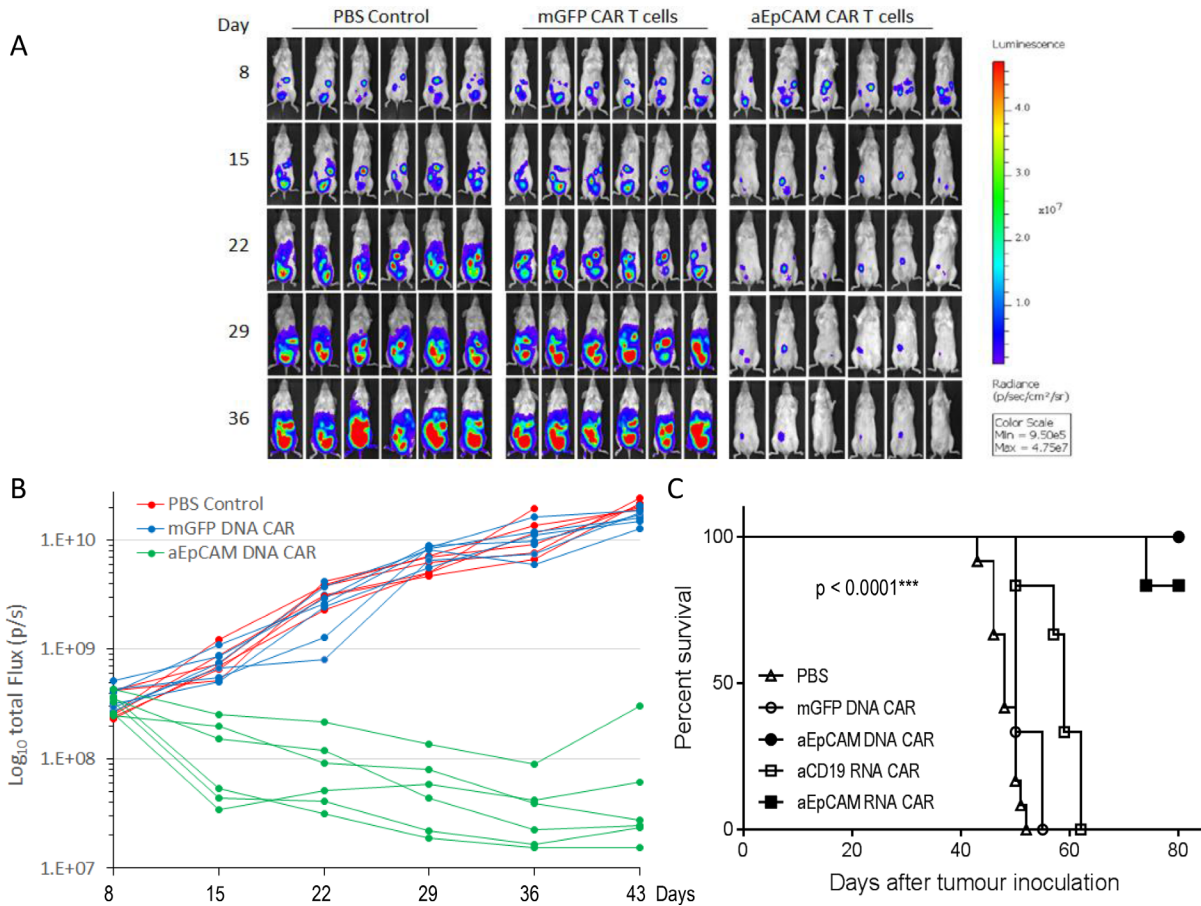 A
Day
PBS Control
mGFP CAR T cells
aEpCAM CAR T cells
8
15
22
29
36
Luminescence
4.0
3.0
x10⁷
2.0
1.0
Radiance
(p/sec/cm²/sr)
Color Scale
Min = 9.50e5
Max = 4.75e7
B
PBS Control
mGFP DNA CAR
aEpCAM DNA CAR
Log₁₀ total Flux (p/s)
1.E+10
1.E+09
1.E+08
1.E+07
8 15 22 29 36 43 Days
C
Percent survival
100
50
0
p < 0.0001***
PBS
mGFP DNA CAR
aEpCAM DNA CAR
aCD19 RNA CAR
aEpCAM RNA CAR
0 20 40 60 80
Days after tumour inoculation